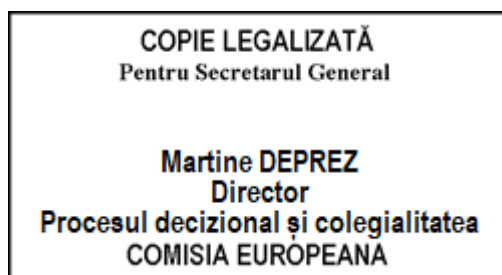 COPIE LEGALIZATĂ
Pentru Secretarul General
Martine DEPREZ
Director
Procesul decizional și colegialitatea
COMISIA EUROPEANA